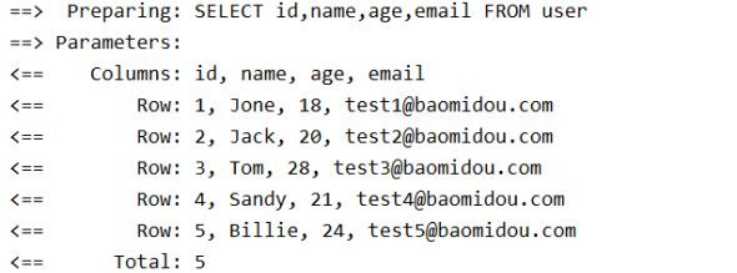 ==>  Preparing: SELECT id,name,age,email FROM user
==> Parameters:
<==    Columns: id, name, age, email
<==        Row: 1, Jone, 18, test1@baomidou.com
<==        Row: 2, Jack, 20, test2@baomidou.com
<==        Row: 3, Tom, 28, test3@baomidou.com
<==        Row: 4, Sandy, 21, test4@baomidou.com
<==        Row: 5, Billie, 24, test5@baomidou.com
<==      Total: 5